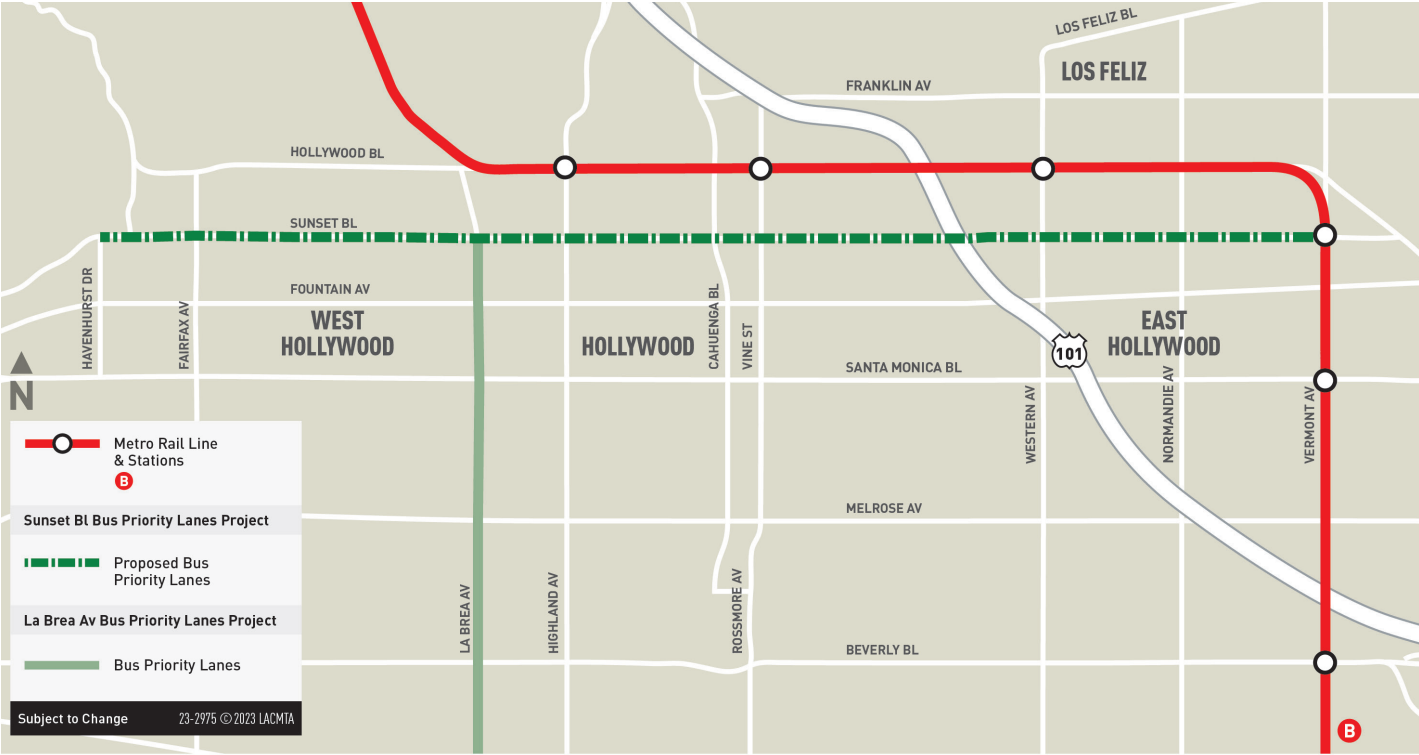 LOS FELIZ BL
LOS FELIZ
FRANKLIN AV
HOLLYWOOD BL
SUNSET BL
HAVENHURST DR
FAIRFAX AV
FOUNTAIN AV
WEST
HOLLYWOOD
HOLLYWOOD
CAHUENGA BL
VINE ST
EAST
HOLLYWOOD
101
SANTA MONICA BL
WESTERN AV
NORMANDIE AV
VERMONT AV
N
MELROSE AV
LA BREA AV
HIGHLAND AV
ROSSMORE AV
BEVERLY BL
B
Metro Rail Line
& Stations
B
Sunset Bl Bus Priority Lanes Project
Proposed Bus
Priority Lanes
La Brea Av Bus Priority Lanes Project
Bus Priority Lanes
Subject to Change 23-2975 © 2023 LACMTA